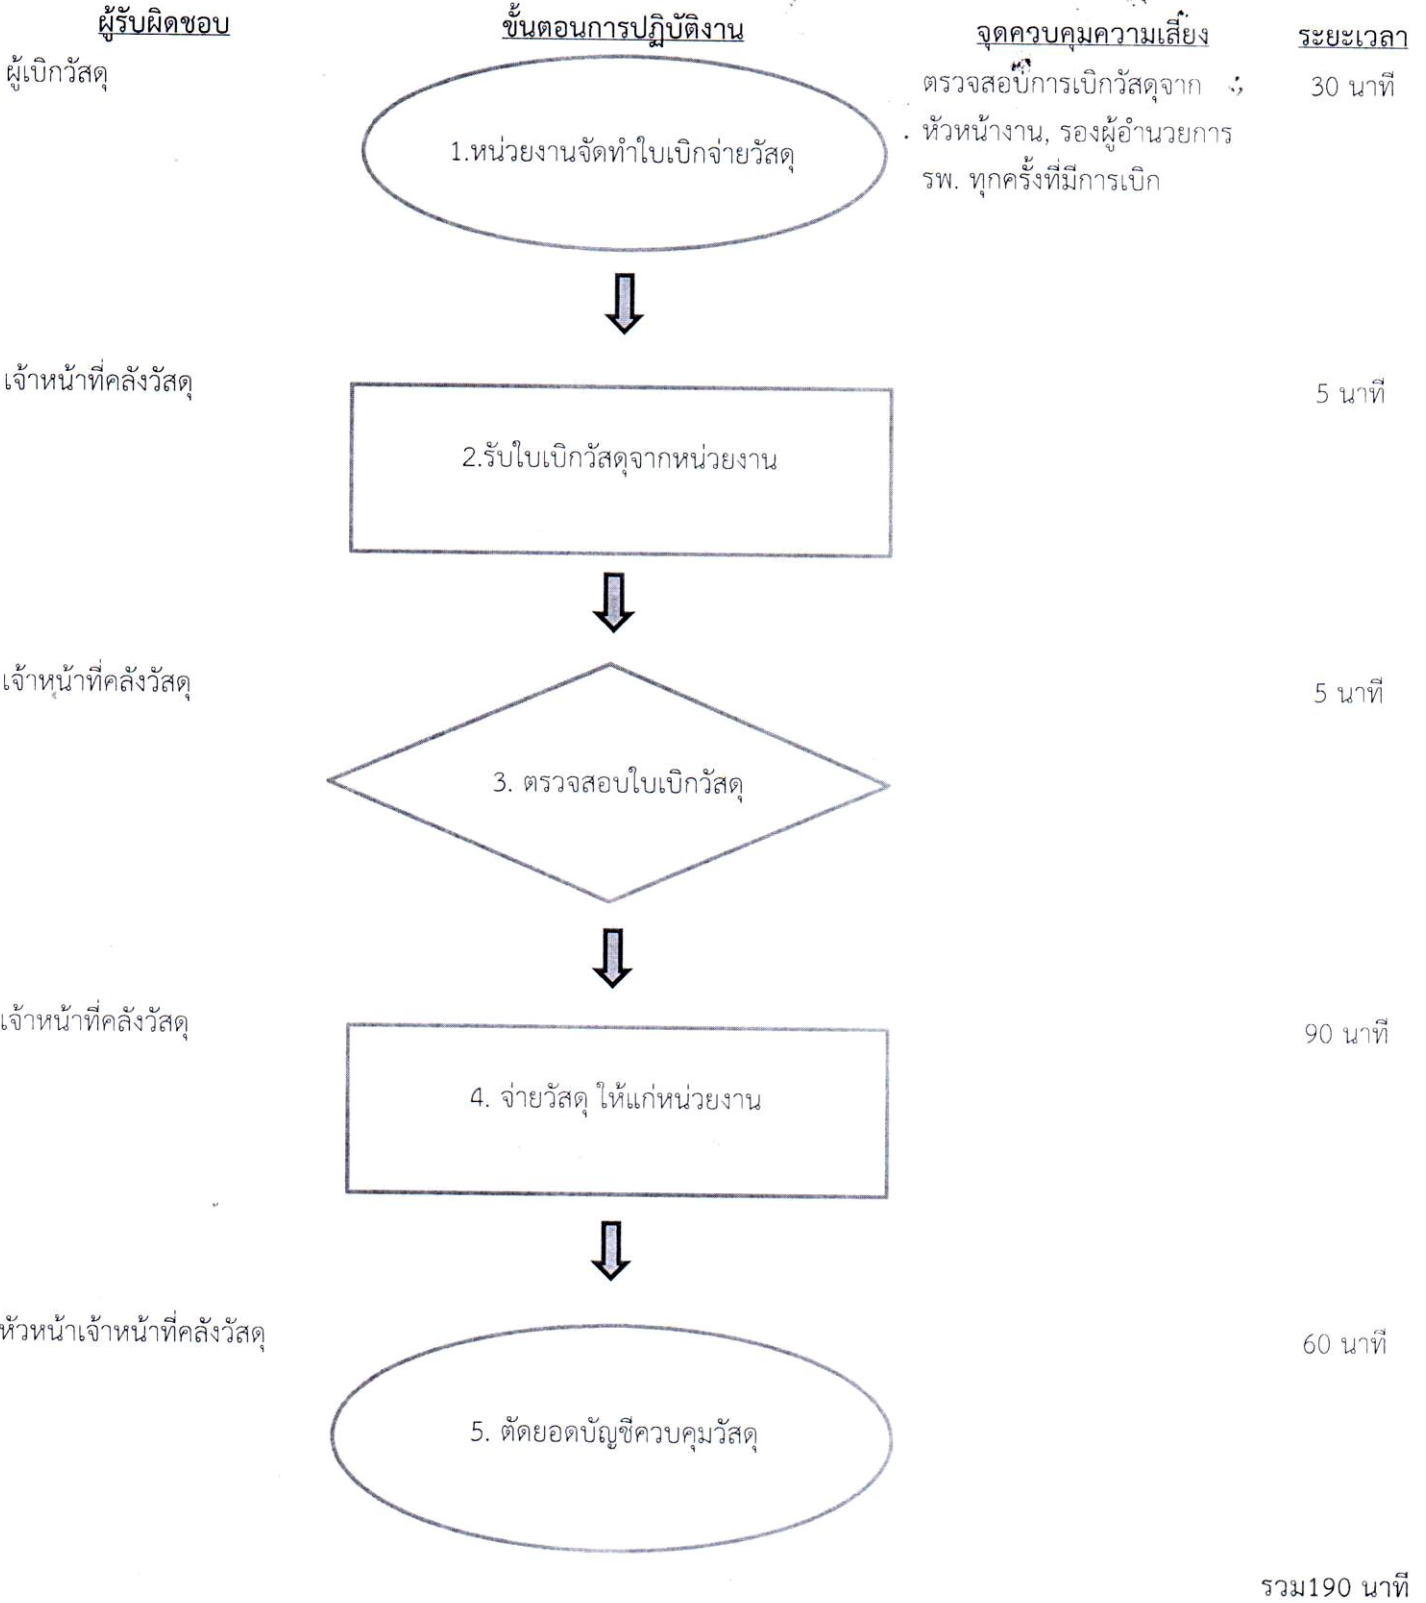 ผู้รับผิดชอบ ขั้นตอนการปฏิบัติงาน จุดควบคุมความเสี่ยง ระยะเวลา
ผู้เบิกวัสดุ
1.หน่วยงานจัดทำใบเบิกจ่ายวัสดุ
ตรวจสอบการเบิกวัสดุจาก
หัวหน้างาน, รองผู้อำนวยการ
รพ. ทุกครั้งที่มีการเบิก
30 นาที
เจ้าหน้าที่คลังวัสดุ
2.รับใบเบิกวัสดุจากหน่วยงาน
5 นาที
เจ้าหน้าที่คลังวัสดุ
3. ตรวจสอบใบเบิกวัสดุ
5 นาที
เจ้าหน้าที่คลังวัสดุ
4. จ่ายวัสดุ ให้แก่หน่วยงาน
90 นาที
หัวหน้าเจ้าหน้าที่คลังวัสดุ
5. ตัดยอดบัญชีควบคุมวัสดุ
60 นาที
รวม190 นาที